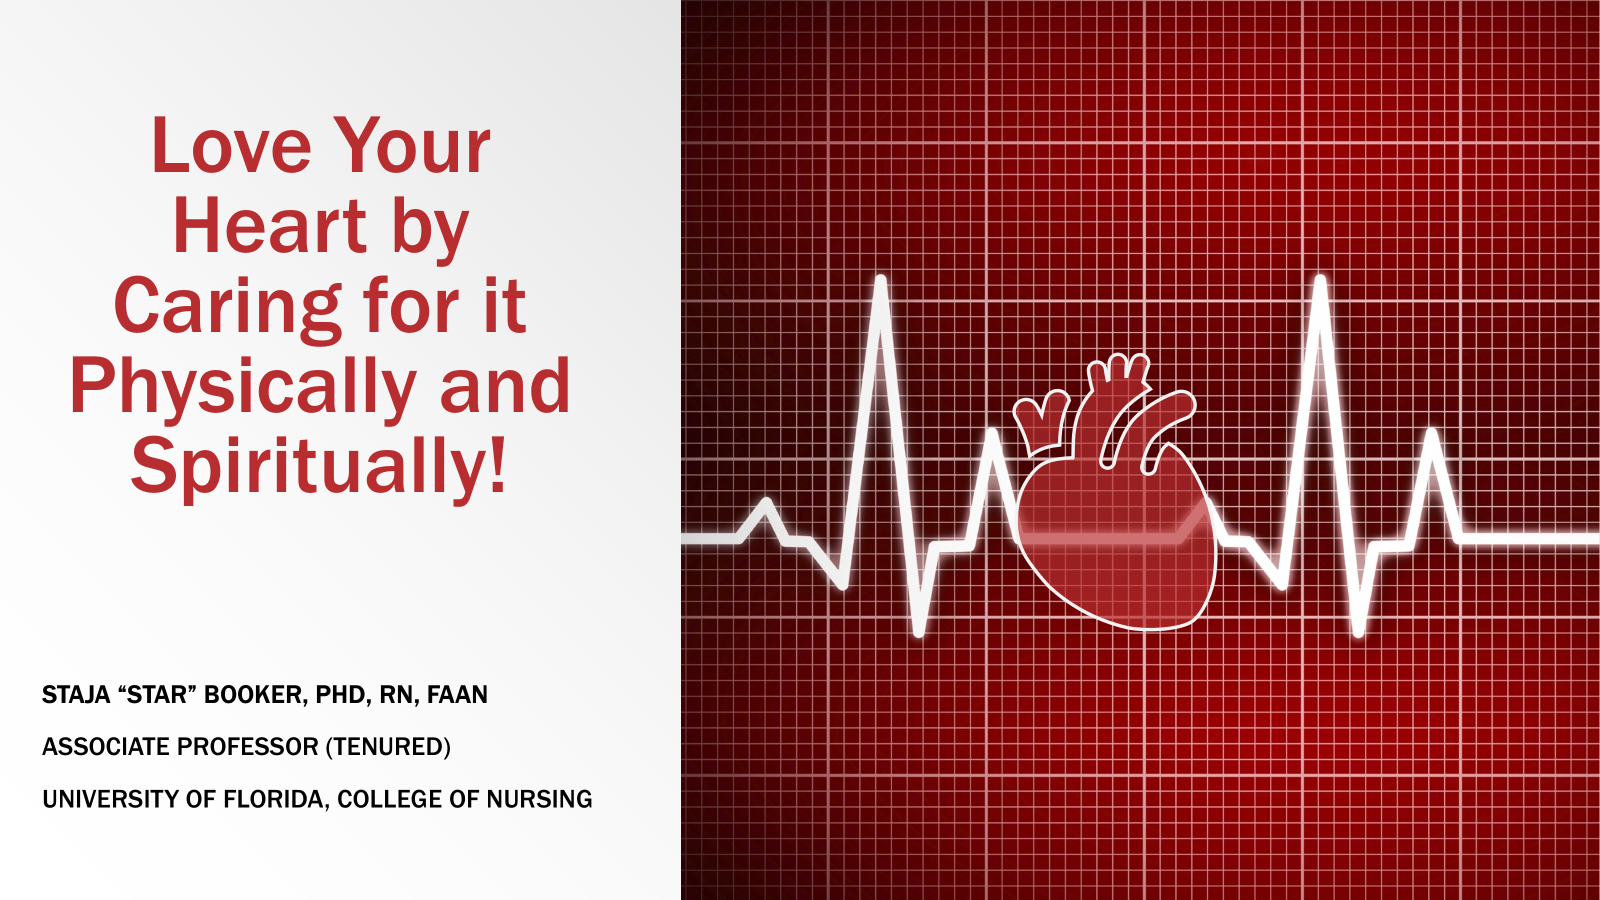 Love Your
Heart by
Caring for it
Physically and
Spiritually!
STAJA “STAR” BOOKER, PHD, RN, FAAN
ASSOCIATE PROFESSOR (TENURED)
UNIVERSITY OF FLORIDA, COLLEGE OF NURSING